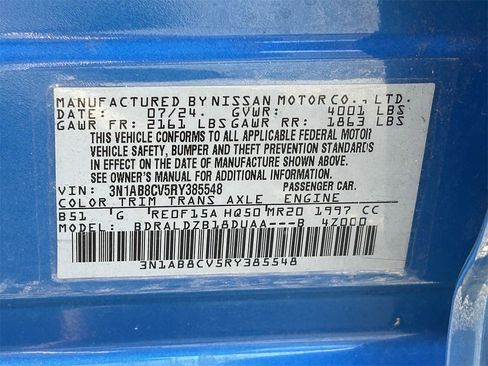 MANUFACTURED BY NISSAN MOTOR CO., LTD.
DATE: 07/24. GVWR: 4001 LBS
GAWR FR: 2161 LBS GAWR RR: 1863 LBS
THIS VEHICLE CONFORMS TO ALL APPLICABLE FEDERAL MOTOR
VEHICLE SAFETY, BUMPER AND THEFT PREVENTION STANDARDS
IN EFFECT ON THE DATE OF MANUFACTURE SHOWN ABOVE.
SEE OWNER'S MANUAL FOR ADDITIONAL INFORMATION.
VIN: 3N1AB8CV5RY385548 PASSENGER CAR.
COLOR TRIM TRANS AXLE ENGINE
B51 G RE0F15A HQ50 MR20 1997 CC
MODEL: BDRALDZB18DUAA---B 4Z000
3N1AB8CV5RY385548